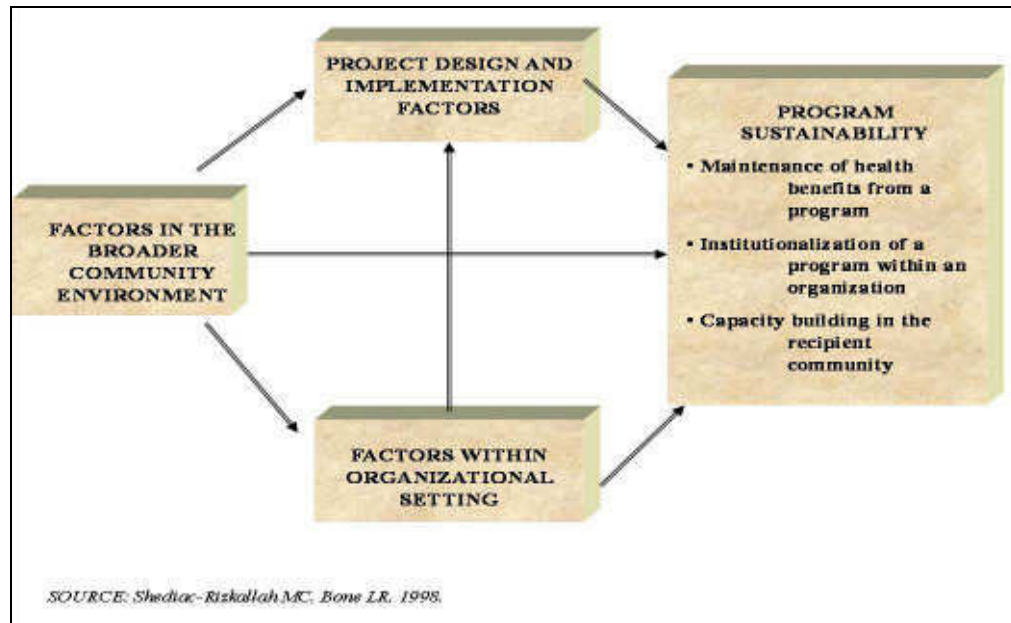 PROJECT DESIGN AND
IMPLEMENTATION
FACTORS
FACTORS IN THE
BROADER
COMMUNITY
ENVIRONMENT
FACTORS WITHIN
ORGANIZATIONAL
SETTING
PROGRAM
SUSTAINABILITY
• Maintenance of health
benefits from a
program
• Institutionalization of a
program within an
organization
• Capacity building in the
recipient
community
SOURCE: Shediac-Rizkallah MC, Bone LR. 1998.